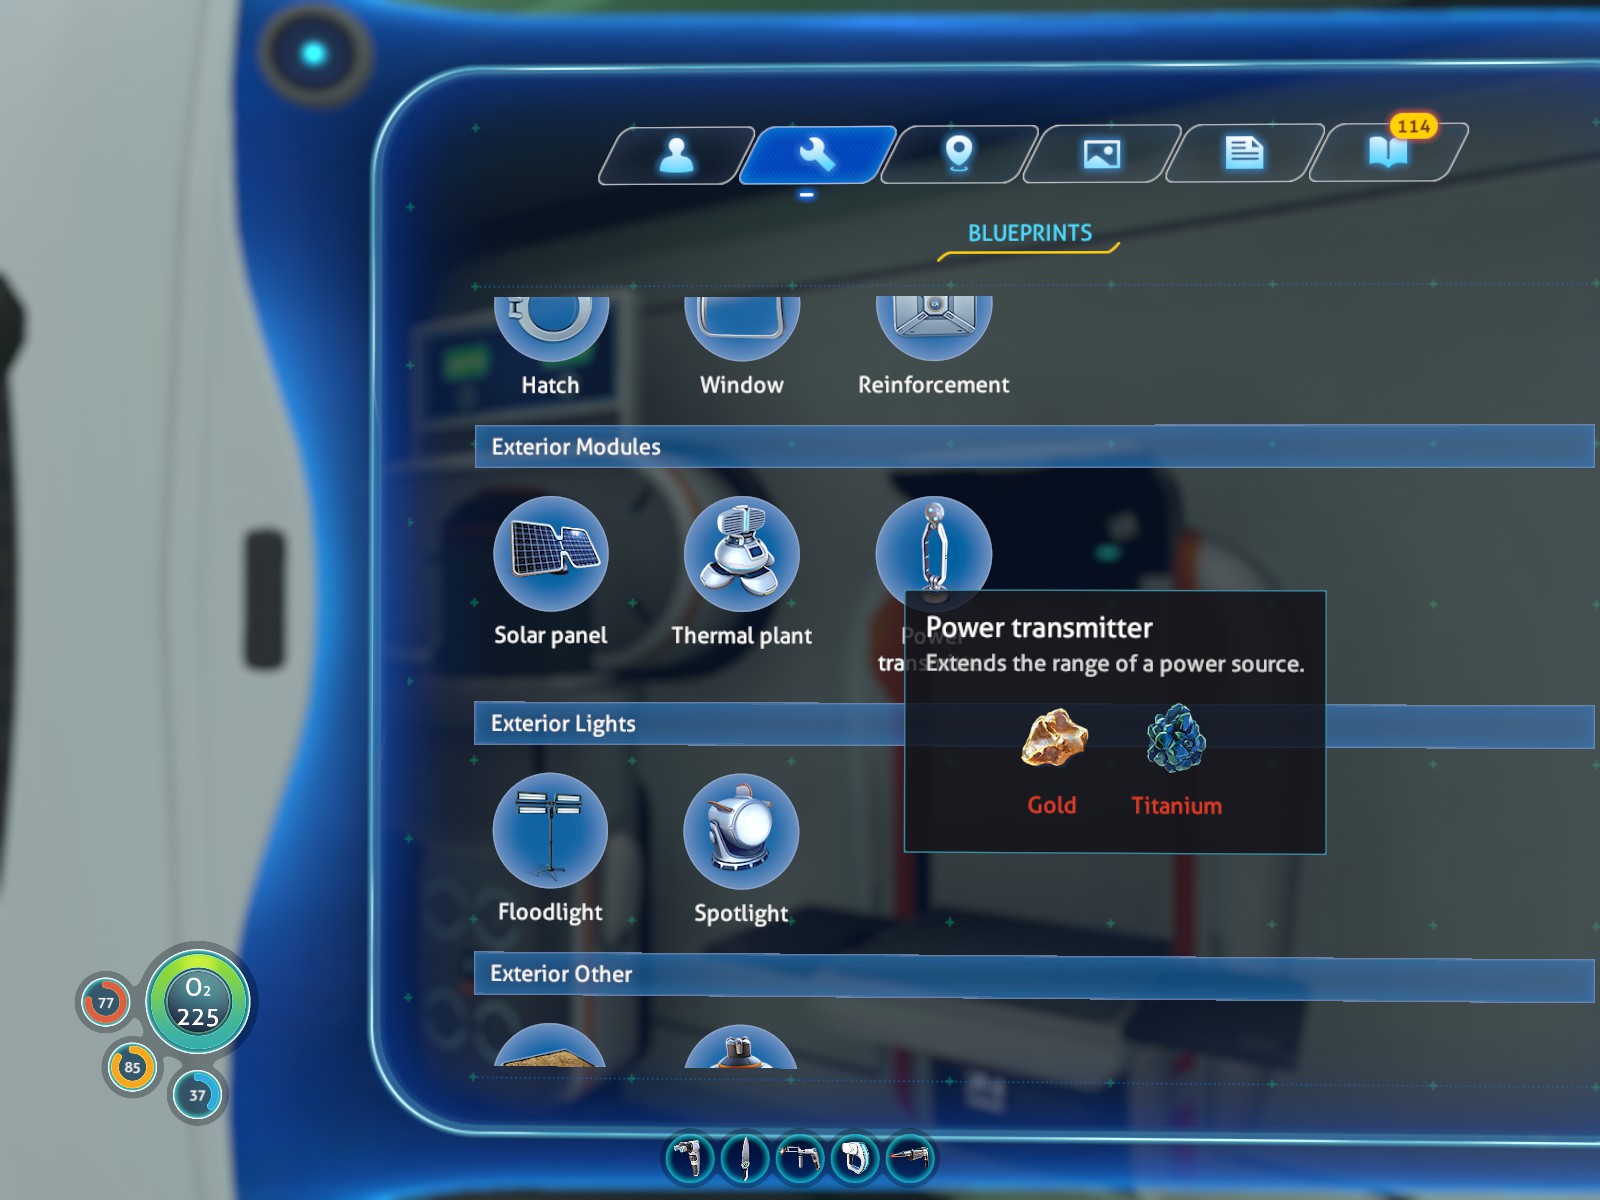 114
BLUEPRINTS
Hatch
Window
Reinforcement
Exterior Modules
Solar panel
Thermal plant
Power transmitter
Extends the range of a power source.
Gold
Titanium
Exterior Lights
Floodlight
Spotlight
Exterior Other
O₂
225
77
85
37